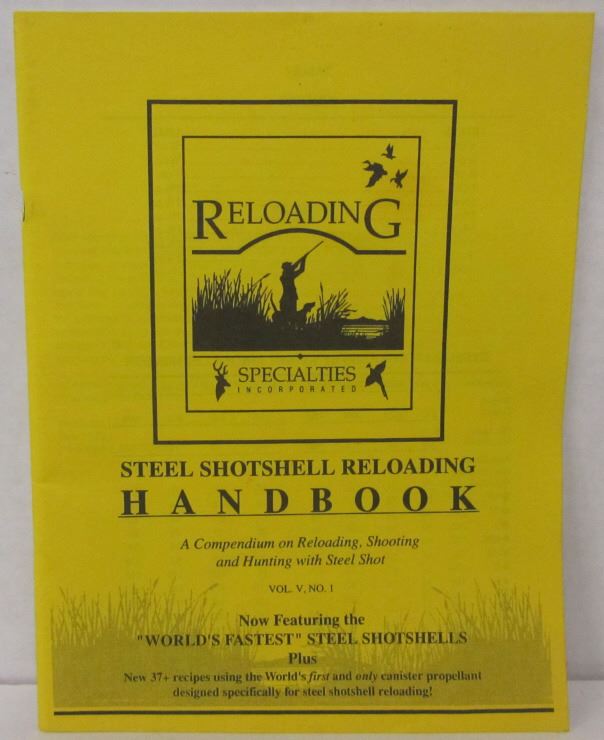 RELOADING
SPECIALTIES
INCORPORATED
STEEL SHOTSHELL RELOADING
HANDBOOK
A Compendium on Reloading, Shooting
and Hunting with Steel Shot
VOL. V, NO. 1
Now Featuring the
"WORLD'S FASTEST" STEEL SHOTSHELLS
Plus
New 37+ recipes using the World's first and only canister propellant
designed specifically for steel shotshell reloading!